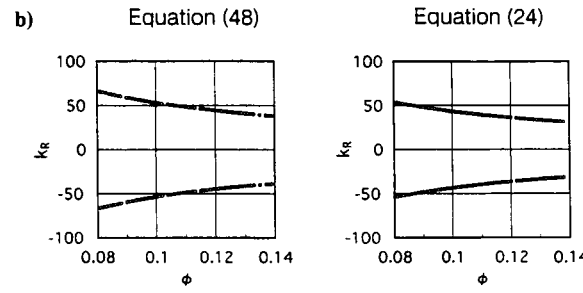 b) Equation (48) Equation (24)
100 100
50 50
k_R 0 k_R 0
-50 -50
-100 -100
0.08 0.1 0.12 0.14 0.08 0.1 0.12 0.14
ϕ ϕ